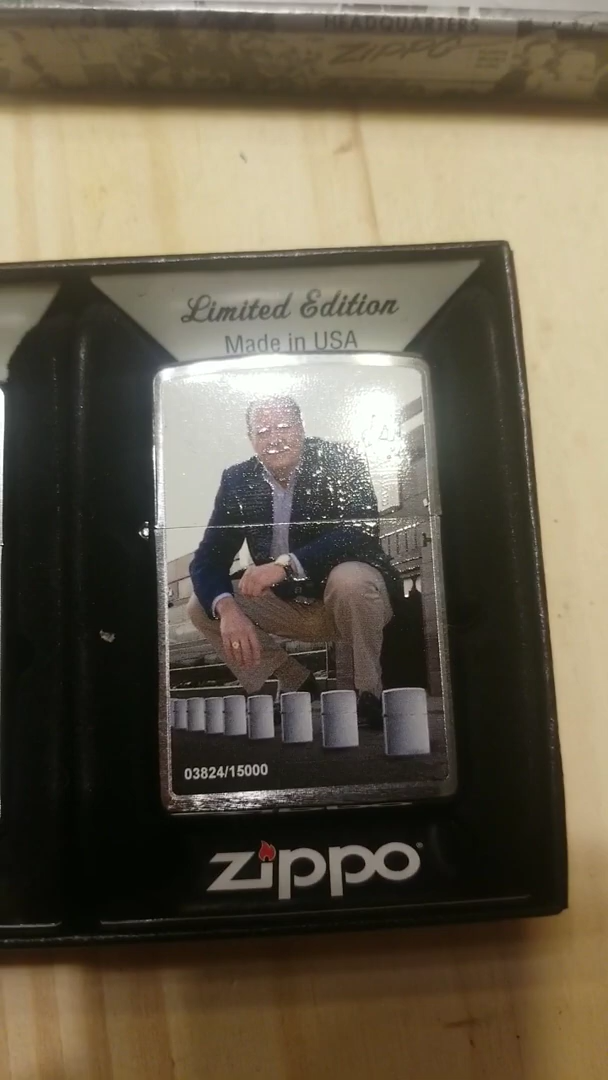 HEADQUARTERS
ZIPPO
Limited Edition
Made in USA
03824/15000
zippo